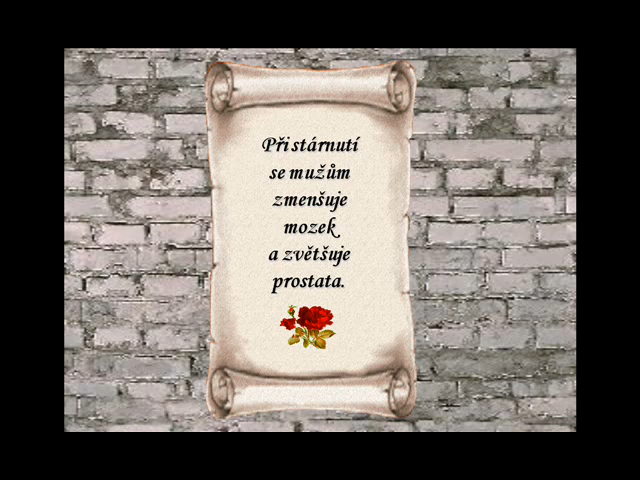 Při stárnutí
se mužům
zmenšuje
mozek
a zvětšuje
prostata.